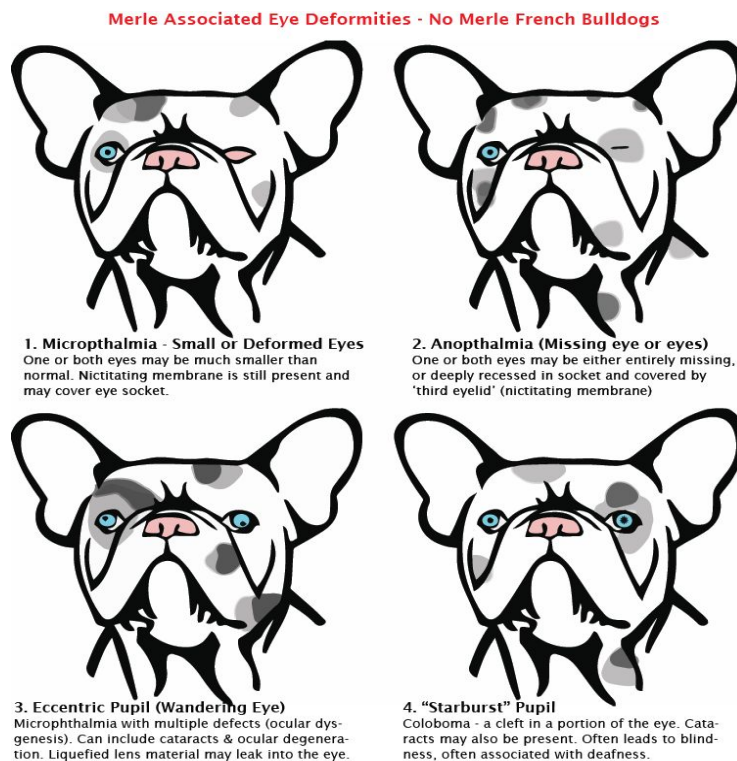 Merle Associated Eye Deformities - No Merle French Bulldogs
1. Micropthalmia - Small or Deformed Eyes
One or both eyes may be much smaller than
normal. Nictitating membrane is still present and
may cover eye socket.
2. Anopthalmia (Missing eye or eyes)
One or both eyes may be either entirely missing,
or deeply recessed in socket and covered by
'third eyelid' (nictitating membrane)
3. Eccentric Pupil (Wandering Eye)
Microphthalmia with multiple defects (ocular dys-
genesis). Can include cataracts & ocular degenera-
tion. Liquefied lens material may leak into the eye.
4. “Starburst” Pupil
Coloboma - a cleft in a portion of the eye. Cata-
racts may also be present. Often leads to blind-
ness, often associated with deafness.